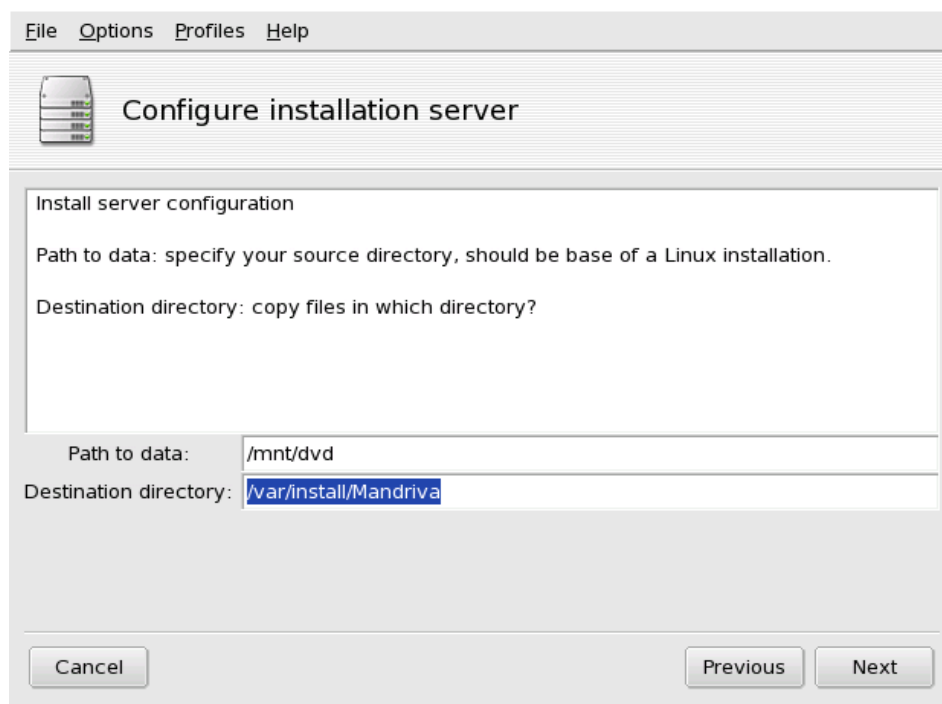 File Options Profiles Help
Configure installation server
Install server configuration
Path to data: specify your source directory, should be base of a Linux installation.
Destination directory: copy files in which directory?
Path to data: /mnt/dvd
Destination directory: /var/install/Mandriva
Cancel Previous Next